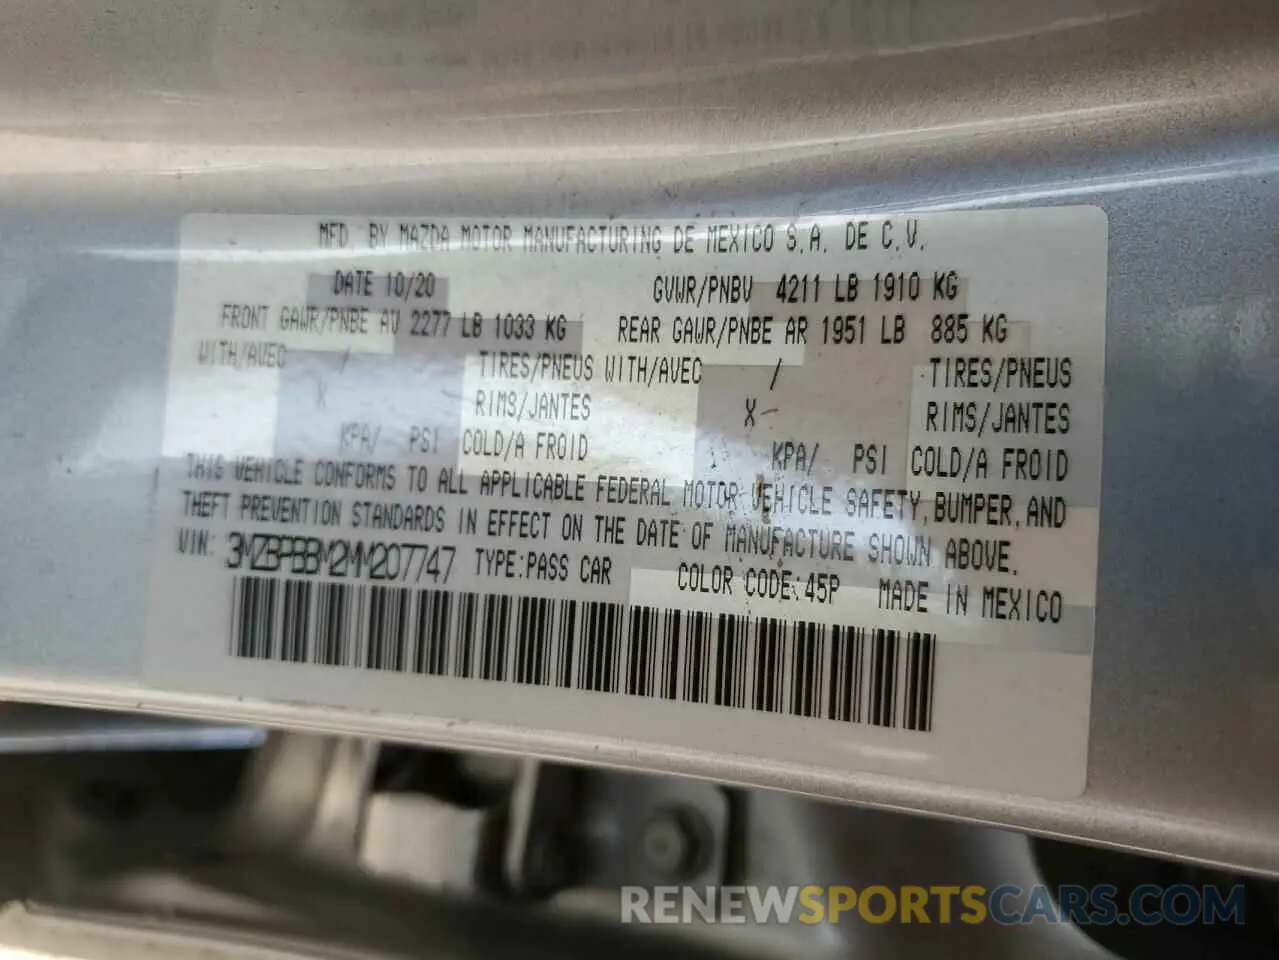 MFD. BY MAZDA MOTOR MANUFACTURING DE MEXICO S.A. DE C.V.
DATE 10/20 GVWR/PNBV 4211 LB 1910 KG
FRONT GAWR/PNBE AV 2277 LB 1033 KG REAR GAWR/PNBE AR 1951 LB 885 KG
WITH/AVEC / TIRES/PNEUS WITH/AVEC / TIRES/PNEUS
X RIMS/JANTES X RIMS/JANTES
KPA/ PSI COLD/A FROID KPA/ PSI COLD/A FROID
THIS VEHICLE CONFORMS TO ALL APPLICABLE FEDERAL MOTOR VEHICLE SAFETY, BUMPER, AND
THEFT PREVENTION STANDARDS IN EFFECT ON THE DATE OF MANUFACTURE SHOWN ABOVE.
VIN: 3MZBPBBM2MM207747 TYPE:PASS CAR COLOR CODE:45P MADE IN MEXICO
RENEWSPORTSCARS.COM